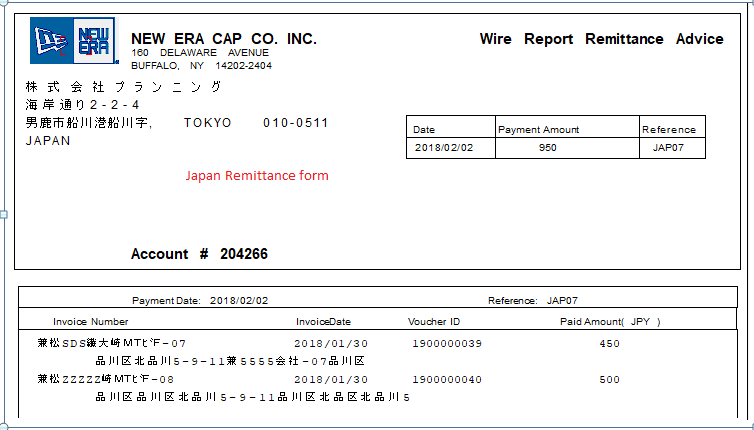 NEW ERA
NEW ERA CAP CO. INC.
Wire Report Remittance Advice
160 DELAWARE AVENUE
BUFFALO, NY 14202-2404
株式会社プランニング
海岸通り2-2-4
男鹿市船川港船川字, TOKYO 010-0511
JAPAN
Date Payment Amount Reference
2018/02/02 950 JAP07
Japan Remittance form
Account # 204266
Payment Date: 2018/02/02 Reference: JAP07
Invoice Number InvoiceDate Voucher ID Paid Amount( JPY )
兼松SDS 大崎MTビF-07 2018/01/30 1900000039 450
品川区北品川5-9-11兼5555会社-07品川区
兼松ZZZZZ崎MTビF-08 2018/01/30 1900000040 500
品川区品川区北品川5-9-11品川区北品区北品川5